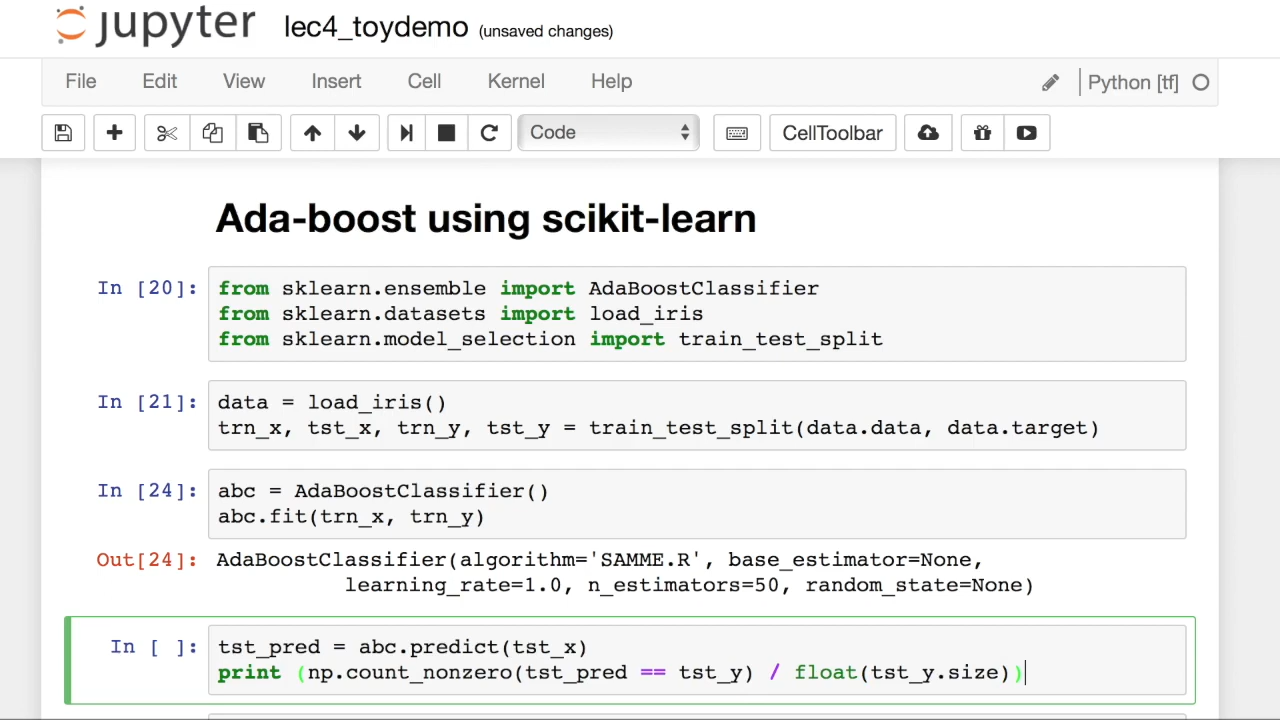 jupyter lec4_toydemo (unsaved changes)
File Edit View Insert Cell Kernel Help Python [tf]
Code CellToolbar
Ada-boost using scikit-learn
In [20]: from sklearn.ensemble import AdaBoostClassifier
from sklearn.datasets import load_iris
from sklearn.model_selection import train_test_split
In [21]: data = load_iris()
trn_x, tst_x, trn_y, tst_y = train_test_split(data.data, data.target)
In [24]: abc = AdaBoostClassifier()
abc.fit(trn_x, trn_y)
Out[24]: AdaBoostClassifier(algorithm='SAMME.R', base_estimator=None,
learning_rate=1.0, n_estimators=50, random_state=None)
In [ ]: tst_pred = abc.predict(tst_x)
print (np.count_nonzero(tst_pred == tst_y) / float(tst_y.size))